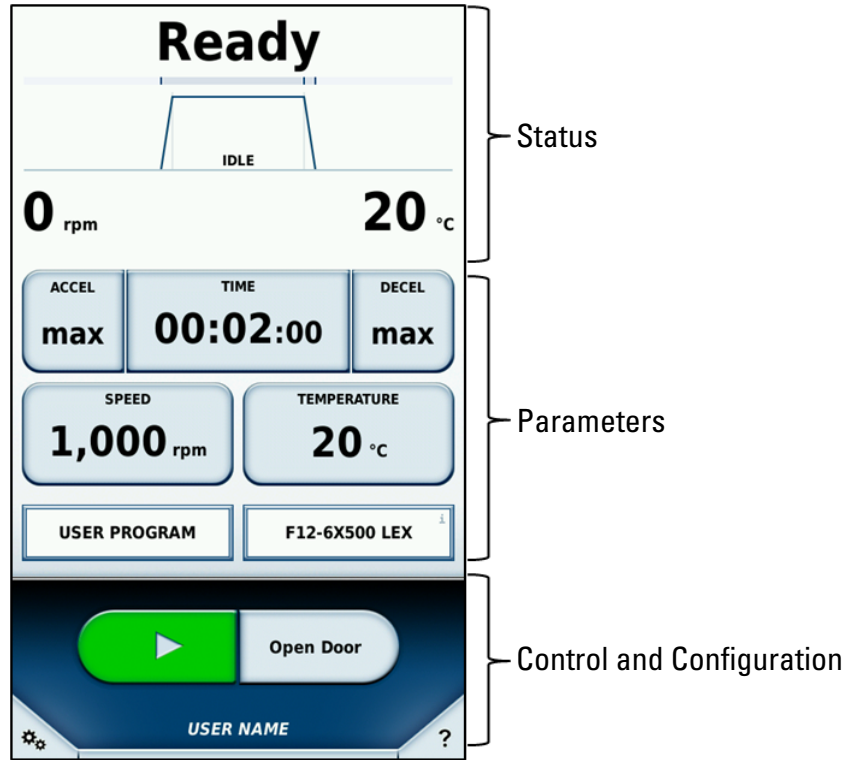 Ready
IDLE
0 rpm
20 °C
Status
ACCEL
max
TIME
00:02:00
DECEL
max
SPEED
1,000 rpm
TEMPERATURE
20 °C
Parameters
USER PROGRAM
F12-6X500 LEX i
Open Door
Control and Configuration
USER NAME
?